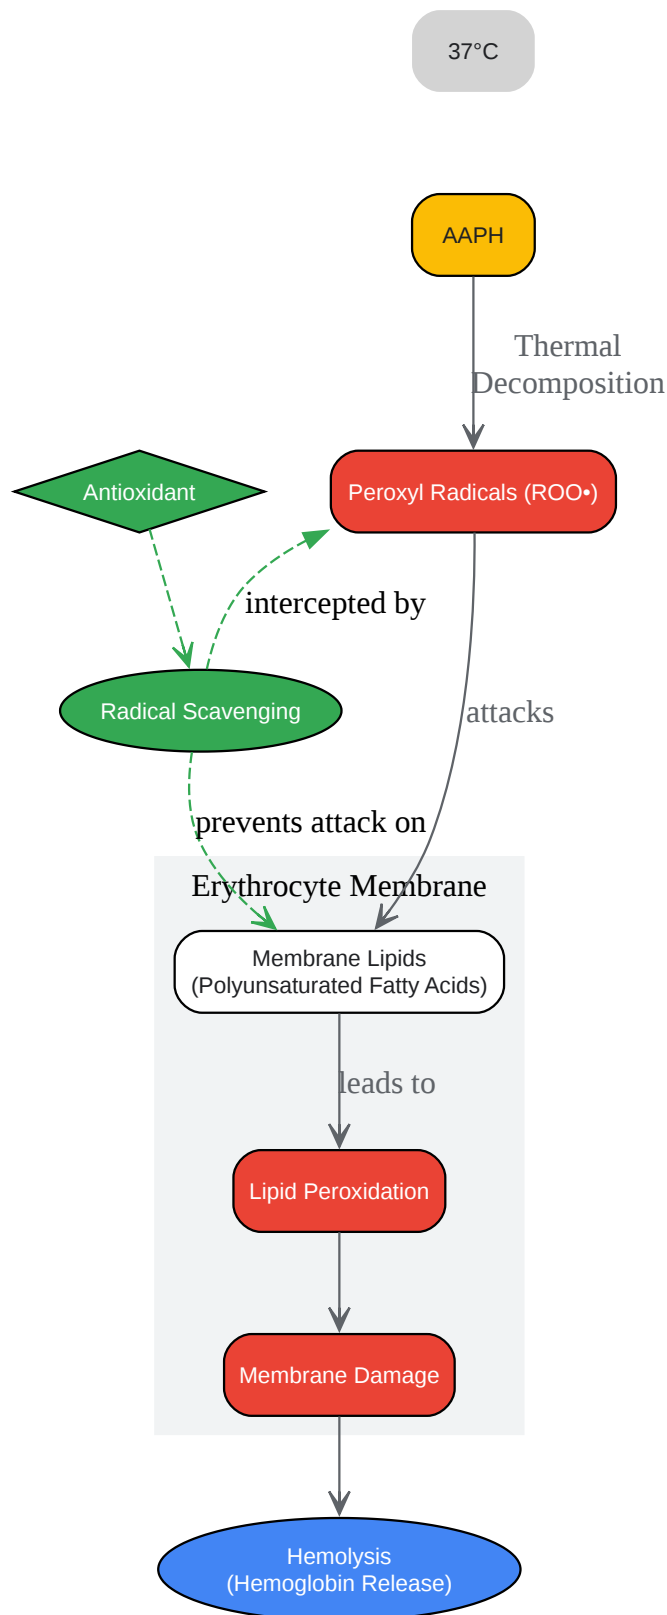 37°C
AAPH
Thermal
Decomposition
Antioxidant
Peroxyl Radicals (ROO•)
intercepted by
Radical Scavenging
attacks
prevents attack on
Erythrocyte Membrane
Membrane Lipids
(Polyunsaturated Fatty Acids)
leads to
Lipid Peroxidation
Membrane Damage
Hemolysis
(Hemoglobin Release)